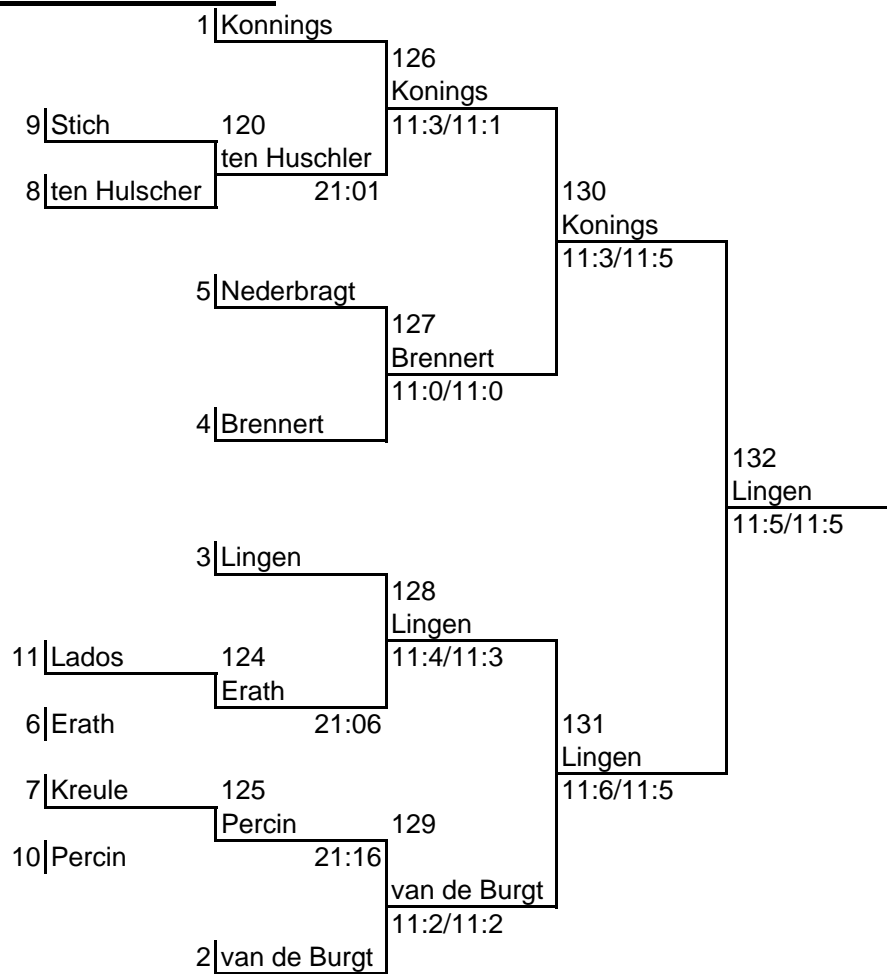 1 Konnings
126
Konings
9 Stich 120 11:3/11:1
ten Huschler
8 ten Hulscher 21:01 130
Konings
11:3/11:5
5 Nederbragt
127
Brennert
11:0/11:0
4 Brennert
132
Lingen
11:5/11:5
3 Lingen
128
Lingen
11 Lados 124 11:4/11:3
Erath
6 Erath 21:06 131
Lingen
7 Kreule 125 11:6/11:5
Percin 129
10 Percin 21:16
van de Burgt
11:2/11:2
2 van de Burgt